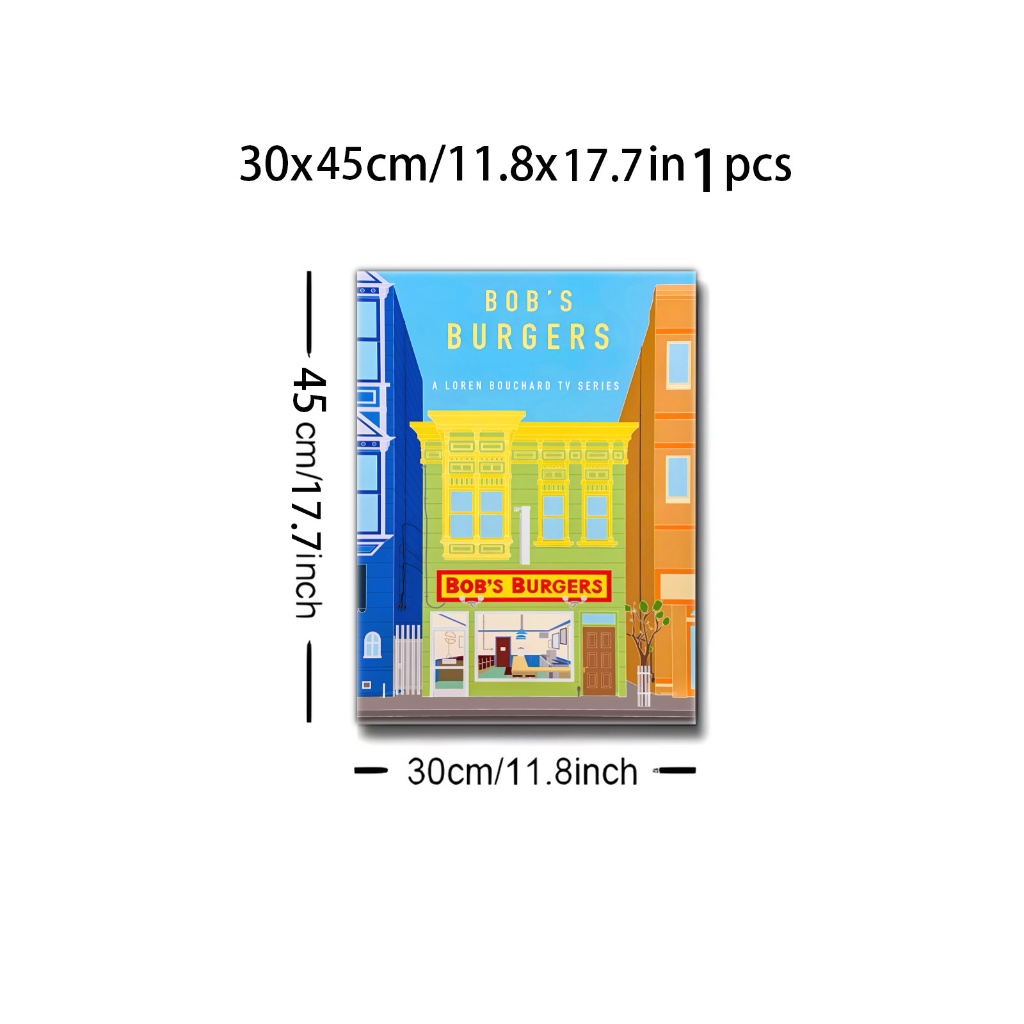 30x45cm/11.8x17.7in 1 pcs
BOB'S
BURGERS
A LOREN BOUCHARD TV SERIES
45 cm/17.7inch
BOB'S BURGERS
30cm/11.8inch